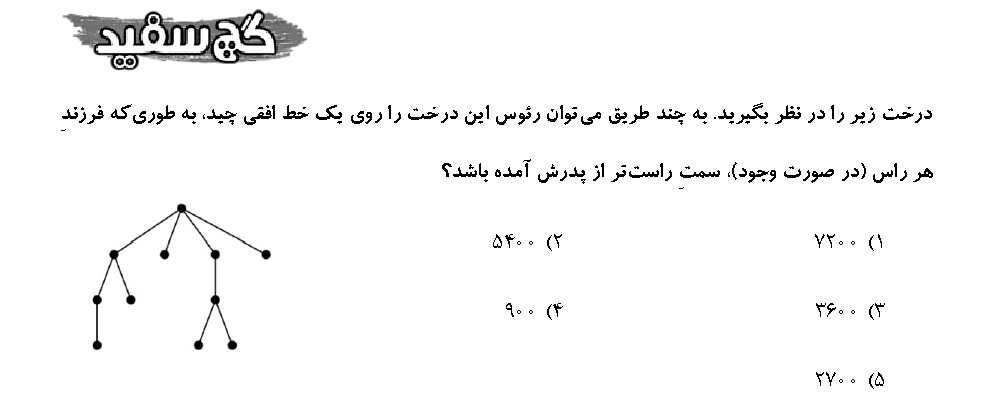 گچ سفید
درخت زیر را در نظر بگیرید. به چند طریق می‌توان رئوس این درخت را روی یک خط افقی چید، به طوری‌که فرزندِ
هر راس (در صورت وجود)، سمتِ راست‌تر از پدرش آمده باشد؟
۱) ۷۲۰۰ ۲) ۵۴۰۰
۳) ۳۶۰۰ ۴) ۹۰۰
۵) ۲۷۰۰